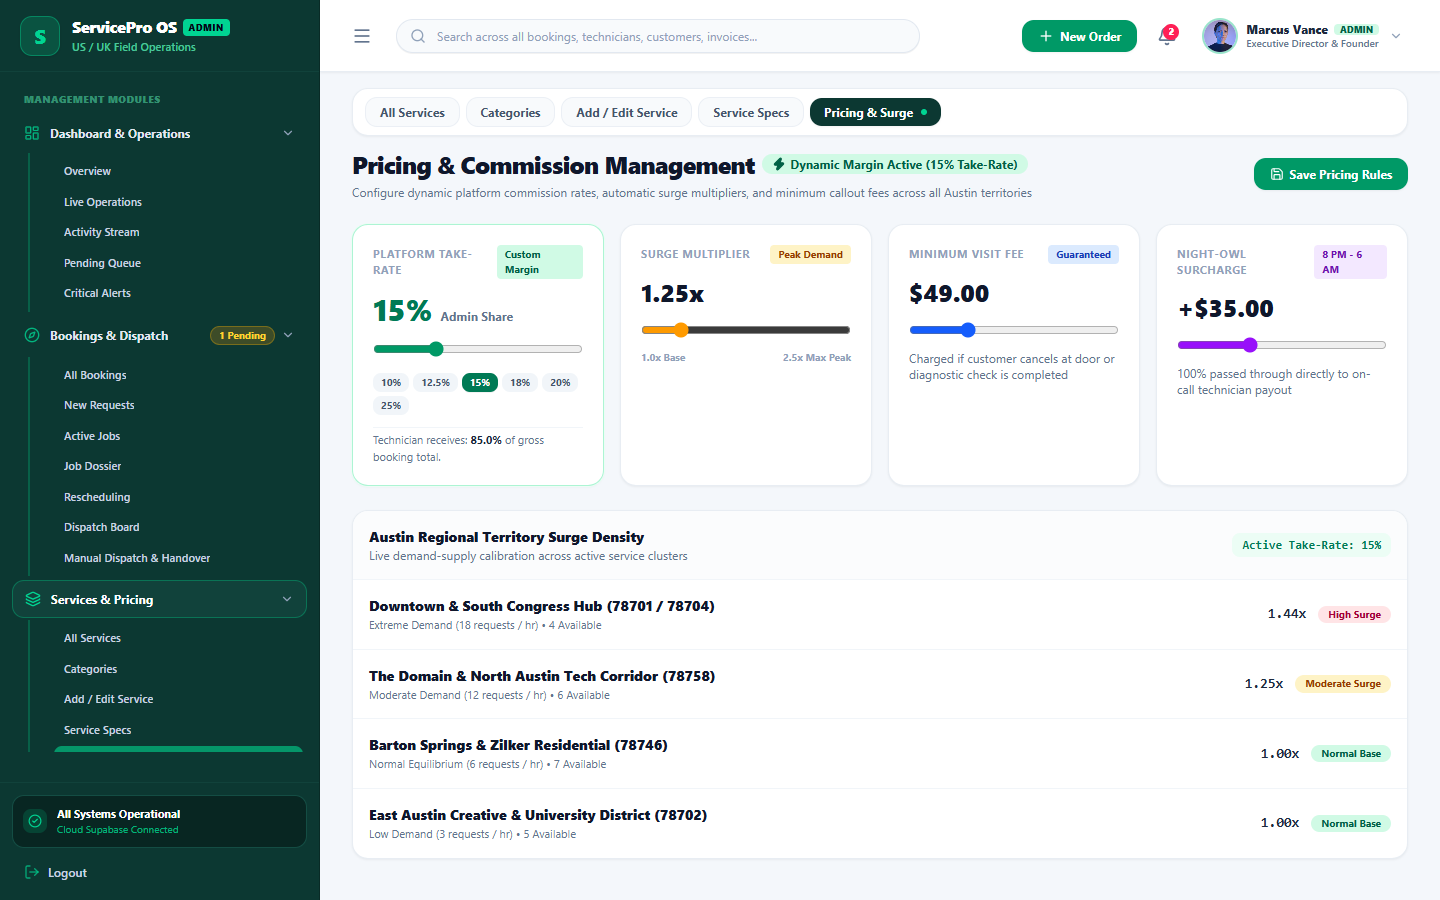 S
ServicePro OS ADMIN
US / UK Field Operations
MANAGEMENT MODULES
Dashboard & Operations
Overview
Live Operations
Activity Stream
Pending Queue
Critical Alerts
Bookings & Dispatch 1 Pending
All Bookings
New Requests
Active Jobs
Job Dossier
Rescheduling
Dispatch Board
Manual Dispatch & Handover
Services & Pricing
All Services
Categories
Add / Edit Service
Service Specs
All Systems Operational
Cloud Supabase Connected
Logout
Search across all bookings, technicians, customers, invoices...
New Order
2
Marcus Vance ADMIN
Executive Director & Founder
All Services Categories Add / Edit Service Service Specs Pricing & Surge
Pricing & Commission Management Dynamic Margin Active (15% Take-Rate)
Configure dynamic platform commission rates, automatic surge multipliers, and minimum callout fees across all Austin territories
Save Pricing Rules
PLATFORM TAKE-
RATE
Custom
Margin
15% Admin Share
10% 12.5% 15% 18% 20%
25%
Technician receives: 85.0% of gross
booking total.
SURGE MULTIPLIER Peak Demand
1.25x
1.0x Base 2.5x Max Peak
MINIMUM VISIT FEE Guaranteed
$49.00
Charged if customer cancels at door or
diagnostic check is completed
NIGHT-OWL
SURCHARGE
8 PM - 6
AM
+$35.00
100% passed through directly to on-
call technician payout
Austin Regional Territory Surge Density
Live demand-supply calibration across active service clusters
Active Take-Rate: 15%
Downtown & South Congress Hub (78701 / 78704)
Extreme Demand (18 requests / hr) • 4 Available
1.44x High Surge
The Domain & North Austin Tech Corridor (78758)
Moderate Demand (12 requests / hr) • 6 Available
1.25x Moderate Surge
Barton Springs & Zilker Residential (78746)
Normal Equilibrium (6 requests / hr) • 7 Available
1.00x Normal Base
East Austin Creative & University District (78702)
Low Demand (3 requests / hr) • 5 Available
1.00x Normal Base